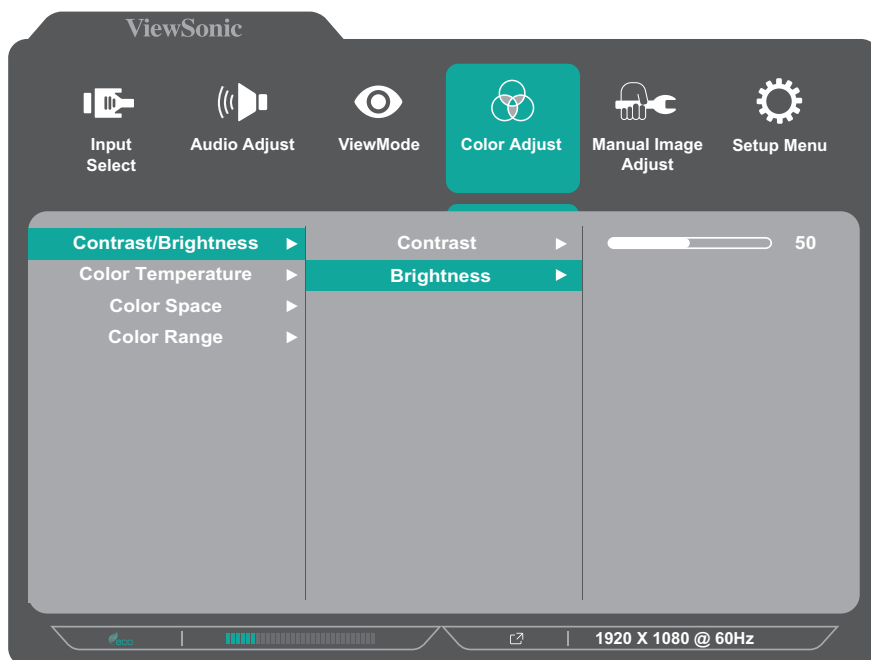 ViewSonic
Input
Select
Audio Adjust
ViewMode
Color Adjust
Manual Image
Adjust
Setup Menu
Contrast/Brightness
Contrast
50
Color Temperature
Brightness
Color Space
Color Range
eco
1920 X 1080 @ 60Hz